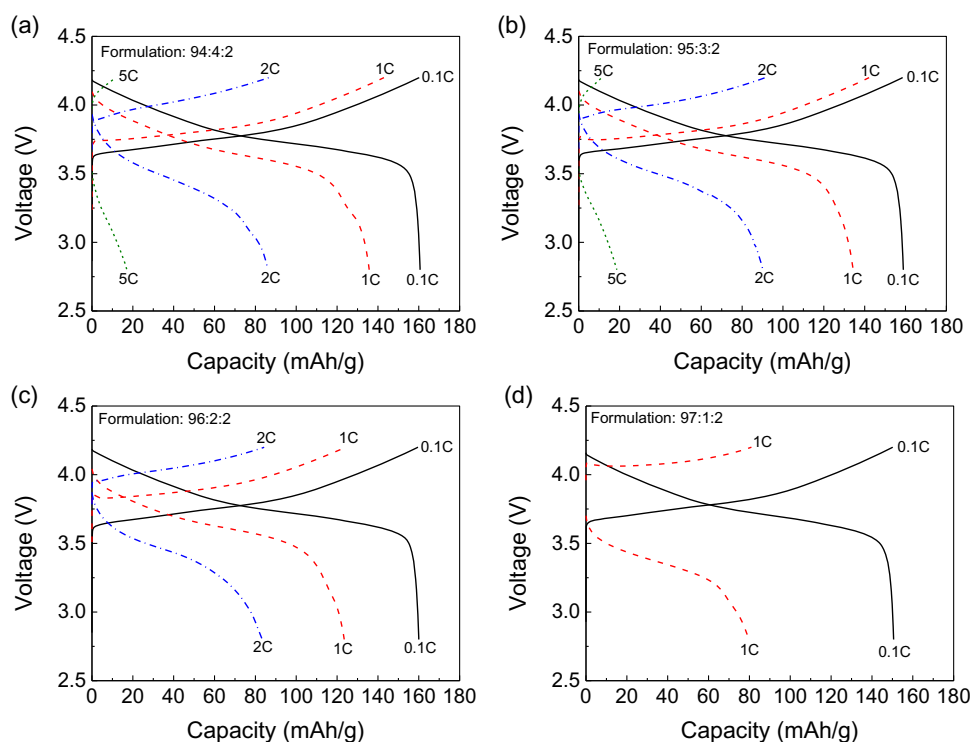 (a)
4.5
4.0
3.5
3.0
2.5
Voltage (V)
Formulation: 94:4:2
5C
2C
1C
0.1C
5C
2C
1C
0.1C
0 20 40 60 80 100 120 140 160 180
Capacity (mAh/g)
(b)
4.5
4.0
3.5
3.0
2.5
Voltage (V)
Formulation: 95:3:2
5C
2C
1C
0.1C
5C
2C
1C
0.1C
0 20 40 60 80 100 120 140 160 180
Capacity (mAh/g)
(c)
4.5
4.0
3.5
3.0
2.5
Voltage (V)
Formulation: 96:2:2
2C
1C
0.1C
2C
1C
0.1C
0 20 40 60 80 100 120 140 160 180
Capacity (mAh/g)
(d)
4.5
4.0
3.5
3.0
2.5
Voltage (V)
Formulation: 97:1:2
1C
0.1C
1C
0.1C
0 20 40 60 80 100 120 140 160 180
Capacity (mAh/g)